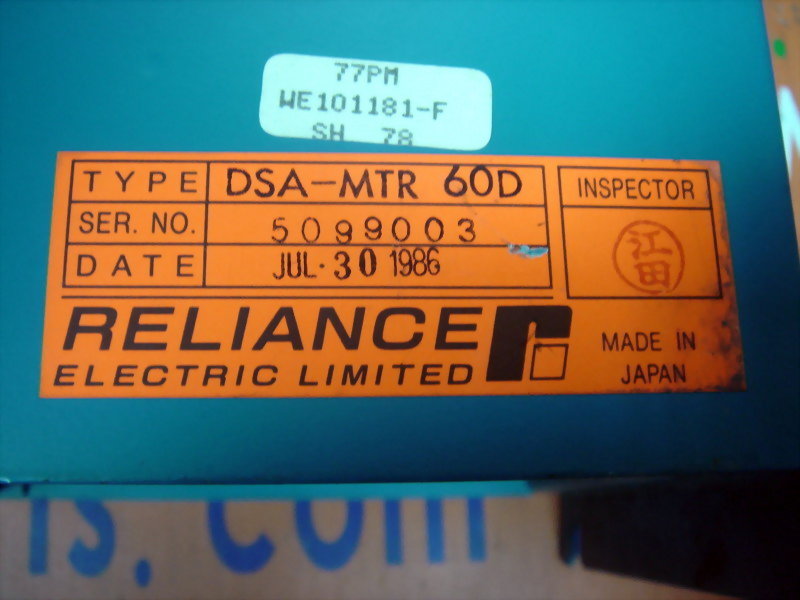 77PM
WE101181-F
SH 78
TYPE DSA-MTR 60D
SER. NO. 5099003
DATE JUL·30 1986
INSPECTOR
江田
RELIANCE
ELECTRIC LIMITED
MADE IN
JAPAN
s.com